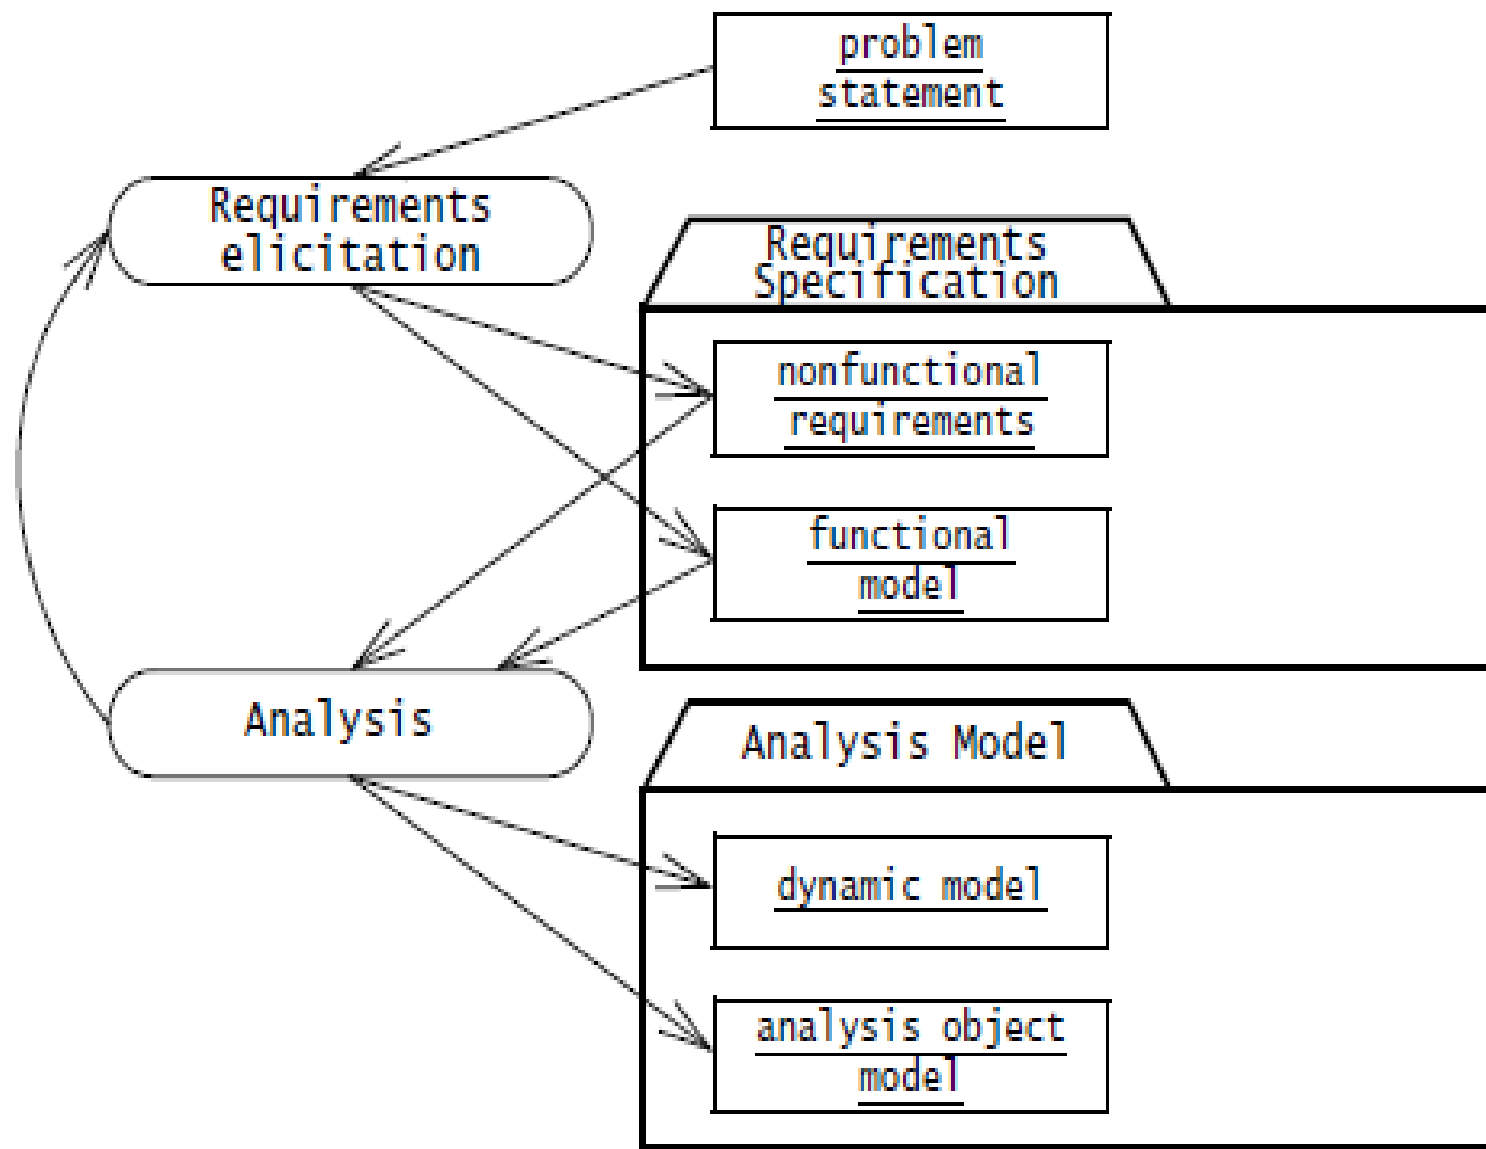 problem
statement
Requirements
elicitation
Requirements
Specification
nonfunctional
requirements
functional
model
Analysis
Analysis Model
dynamic model
analysis object
model